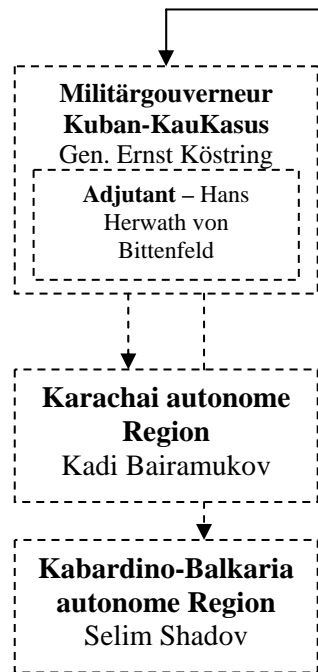 Militärgouverneur
Kuban-KauKasus
Gen. Ernst Köstring
Adjutant – Hans
Herwath von
Bittenfeld
Karachai autonome
Region
Kadi Bairamukov
Kabardino-Balkaria
autonome Region
Selim Shadov